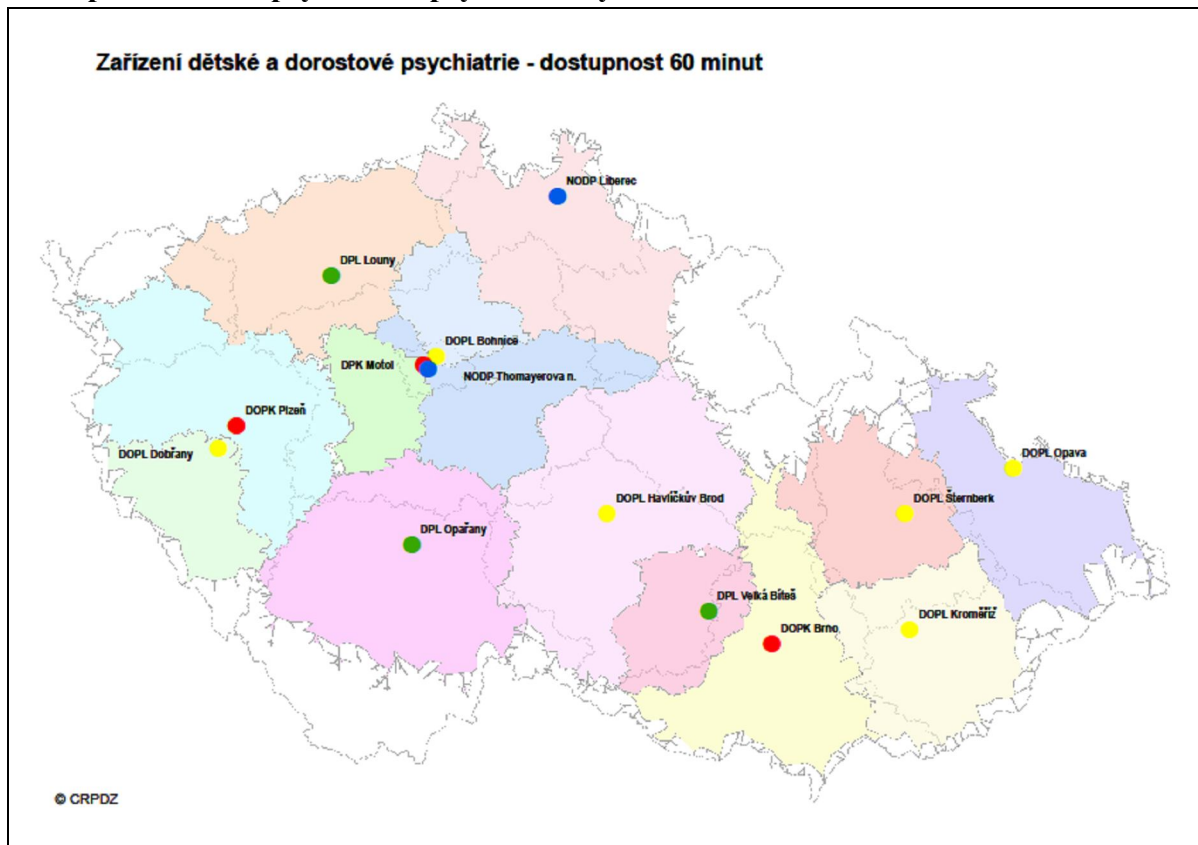 Zařízení dětské a dorostové psychiatrie - dostupnost 60 minut
NODP Liberec
DPL Louny
DOPL Bohnice
DPK Motol
NODP Thomayerova n.
DOPK Plzeň
DOPL Dobřany
DOPL Opava
DOPL Havlíčkův Brod
DOPL Šternberk
DPL Opařany
DPL Velká Bíteš
DOPK Brno
DOPL Kroměříž
© CRPDZ